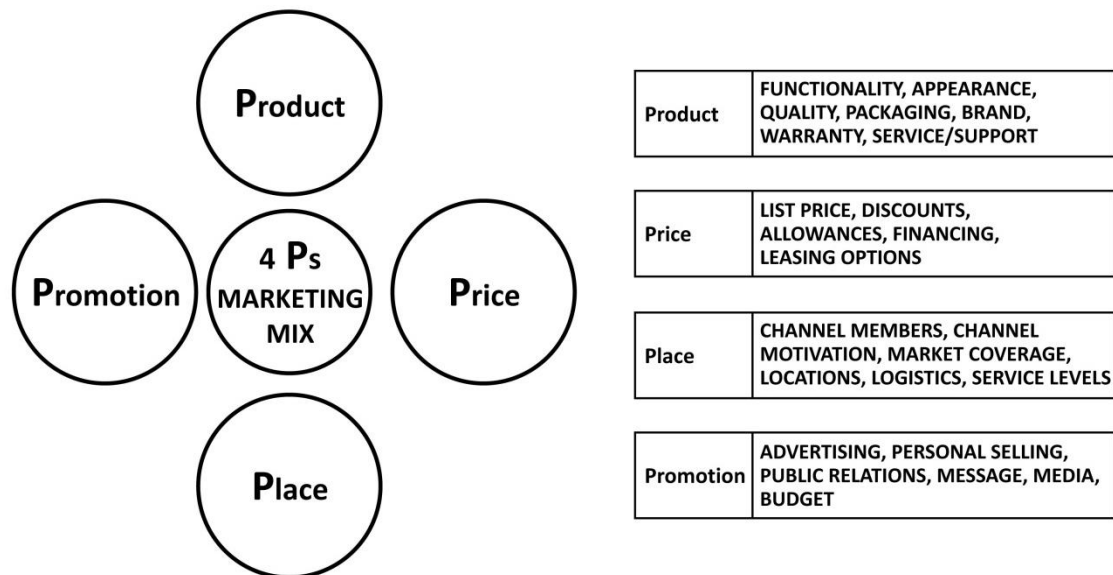 Product
Promotion
4 Ps
MARKETING
MIX
Price
Place
Product
FUNCTIONALITY, APPEARANCE,
QUALITY, PACKAGING, BRAND,
WARRANTY, SERVICE/SUPPORT
Price
LIST PRICE, DISCOUNTS,
ALLOWANCES, FINANCING,
LEASING OPTIONS
Place
CHANNEL MEMBERS, CHANNEL
MOTIVATION, MARKET COVERAGE,
LOCATIONS, LOGISTICS, SERVICE LEVELS
Promotion
ADVERTISING, PERSONAL SELLING,
PUBLIC RELATIONS, MESSAGE, MEDIA,
BUDGET